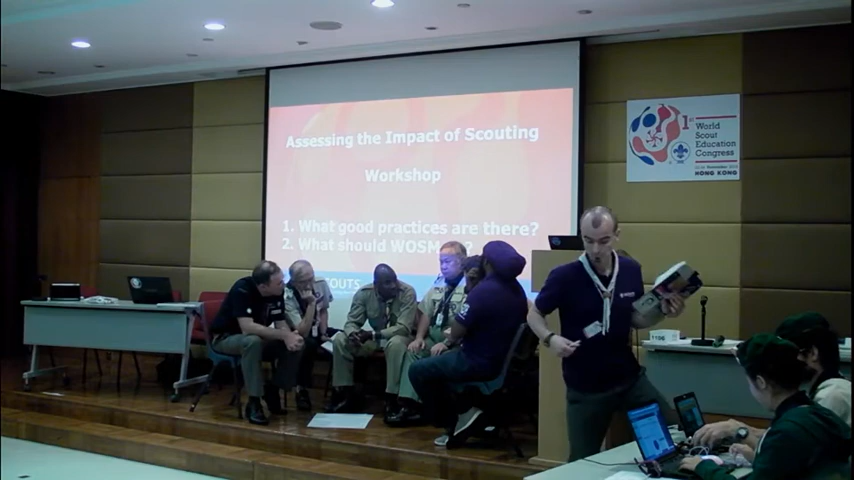 Assessing the Impact of Scouting
Workshop
1. What good practices are there?
2. What should WOSM
1st
World
Scout
Education
Congress
HONG KONG